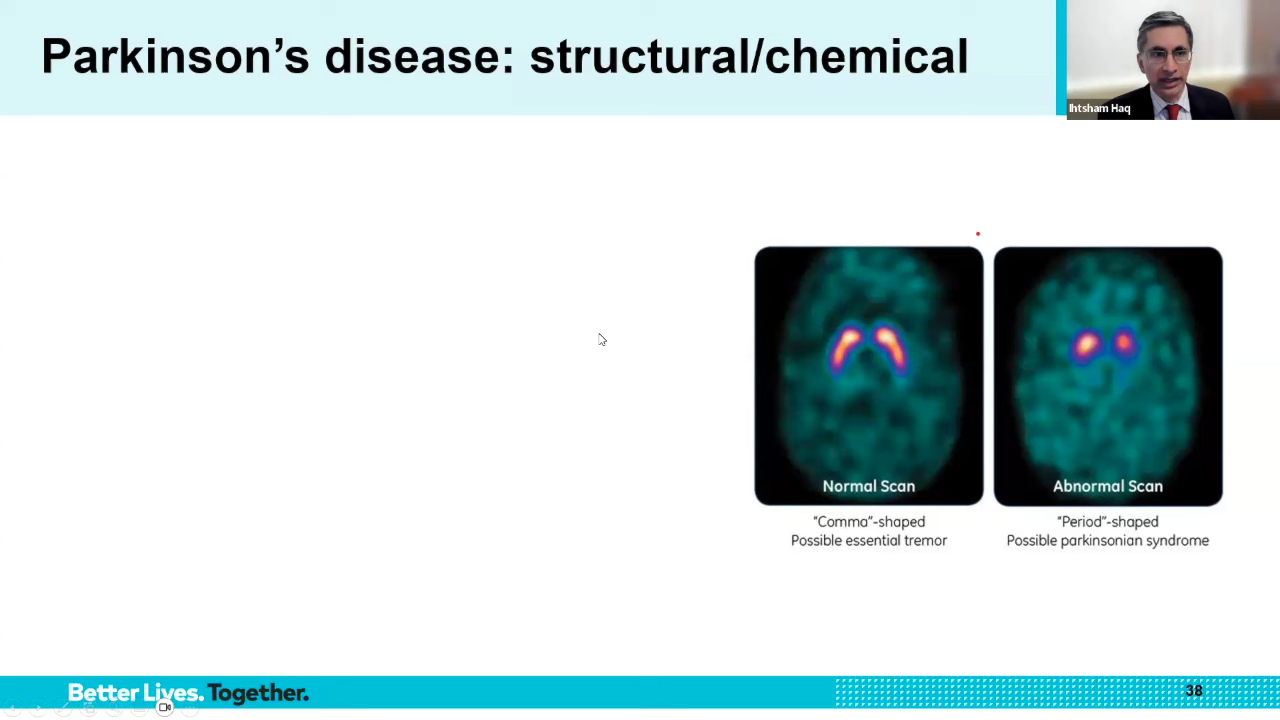 Parkinson's disease: structural/chemical
Ihtsham Haq
Normal Scan
"Comma"-shaped
Possible essential tremor
Abnormal Scan
"Period"-shaped
Possible parkinsonian syndrome
Better Lives. Together.
38